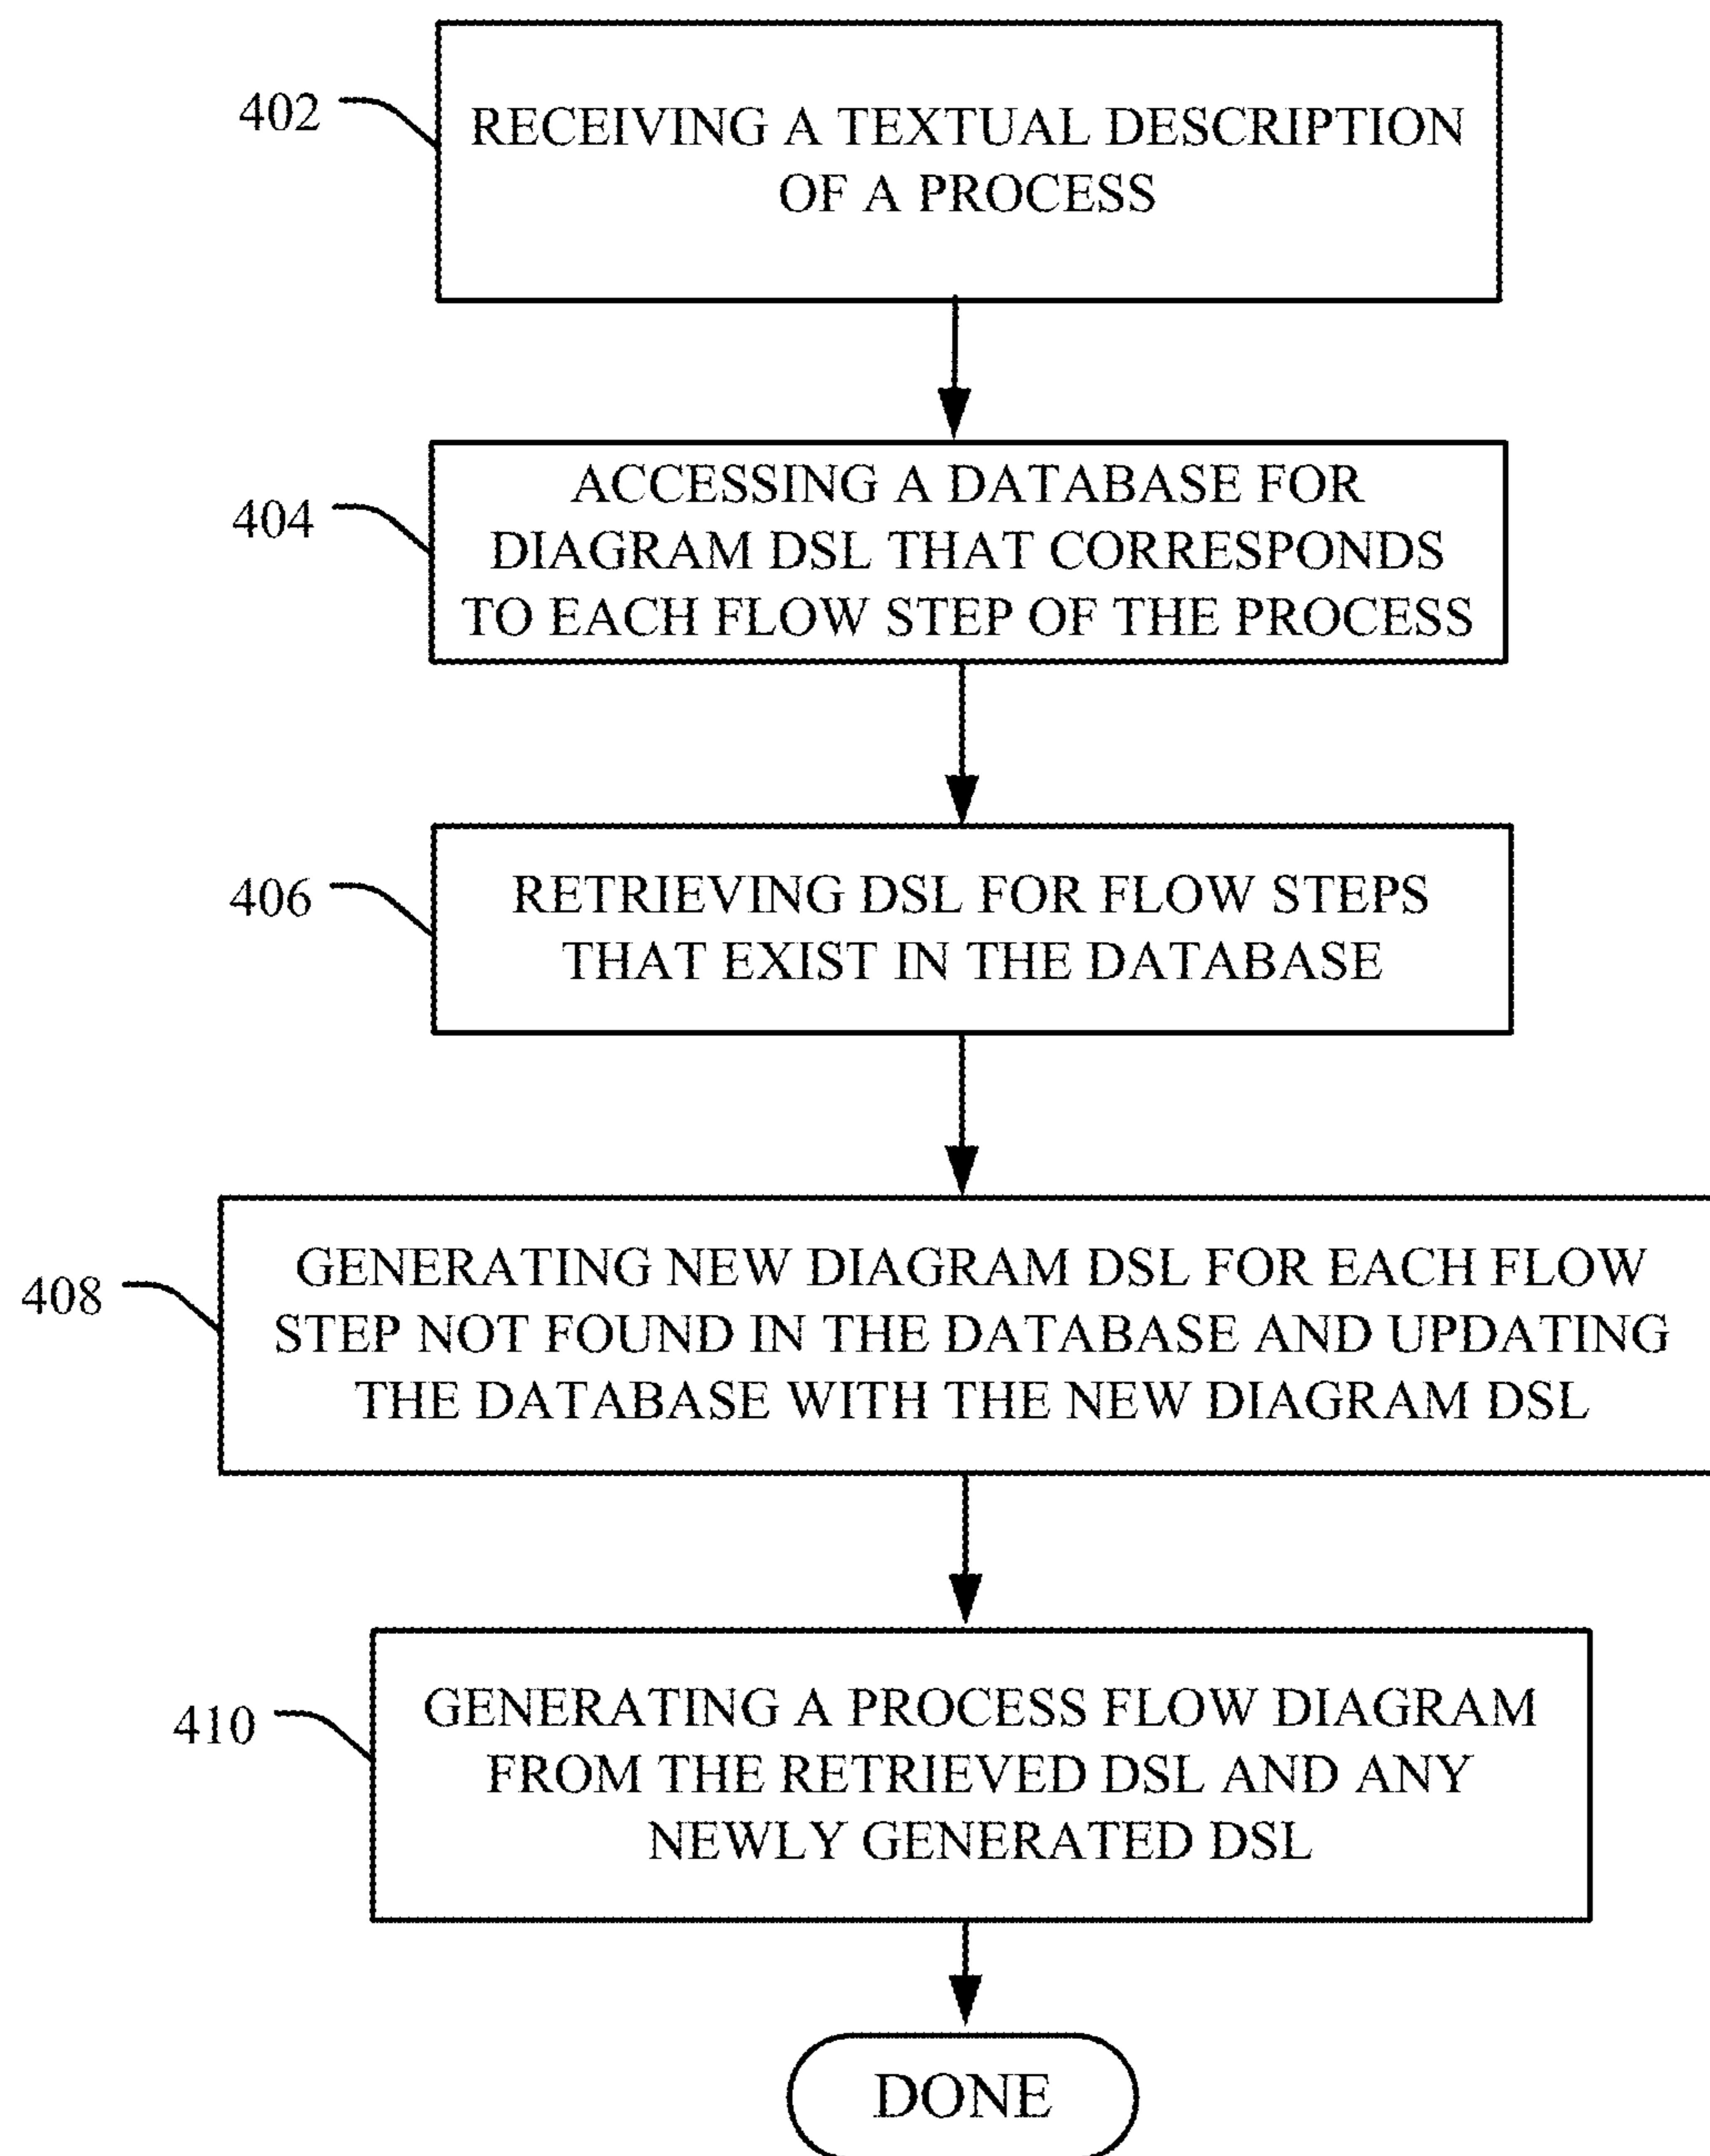 402
RECEIVING A TEXTUAL DESCRIPTION
OF A PROCESS
404
ACCESSING A DATABASE FOR
DIAGRAM DSL THAT CORRESPONDS
TO EACH FLOW STEP OF THE PROCESS
406
RETRIEVING DSL FOR FLOW STEPS
THAT EXIST IN THE DATABASE
408
GENERATING NEW DIAGRAM DSL FOR EACH FLOW
STEP NOT FOUND IN THE DATABASE AND UPDATING
THE DATABASE WITH THE NEW DIAGRAM DSL
410
GENERATING A PROCESS FLOW DIAGRAM
FROM THE RETRIEVED DSL AND ANY
NEWLY GENERATED DSL
DONE